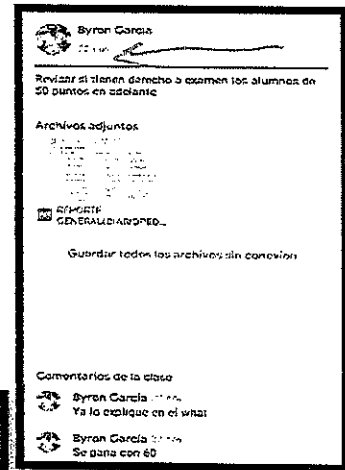 Byron Garcia
Revisar si tienen derecho a examen los alumnos de
50 puntos en adelante
Archivos adjuntos
REPORTE
Guardar todos los archivos sin conexion
Comentarios de la clase
Byron Garcia
Ya lo explique en el what
Byron Garcia
Se gana con 60